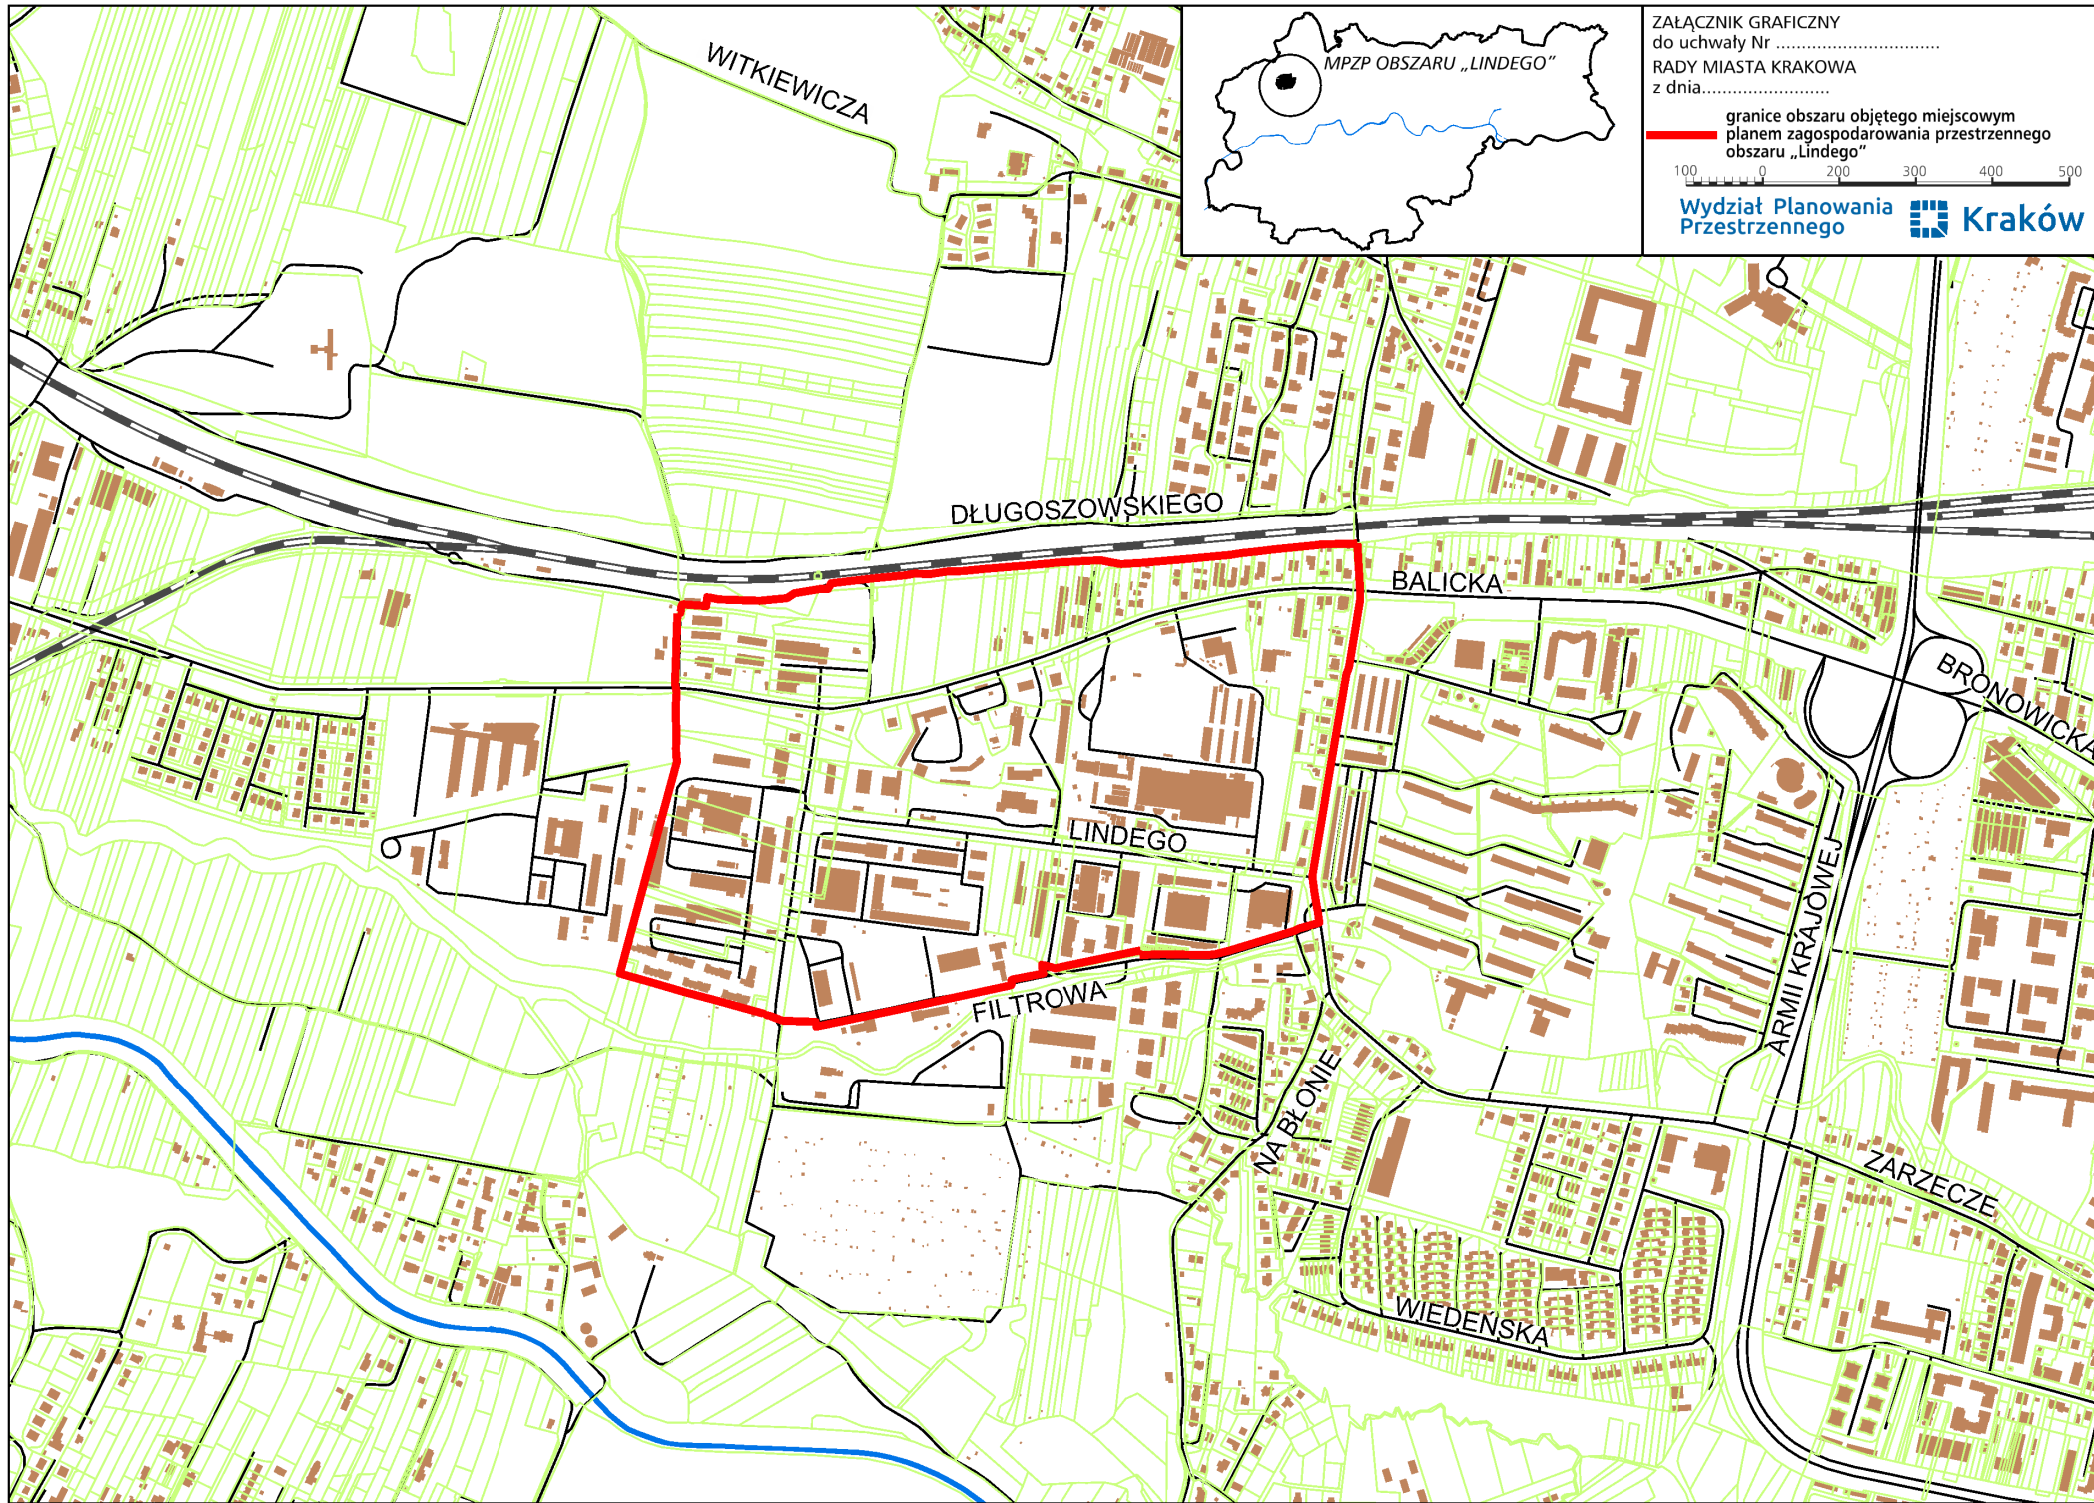 ZAŁĄCZNIK GRAFICZNY
do uchwały Nr ................................
RADY MIASTA KRAKOWA
z dnia.........................
granice obszaru objętego miejscowym
planem zagospodarowania przestrzennego
obszaru „Lindego”
100 0 200 300 400 500
Wydział Planowania
Przestrzennego
Kraków
MPZP OBSZARU „LINDEGO”
WITKIEWICZA
DŁUGOSZOWSKIEGO
BALICKA
BRONOWICKA
LINDEGO
ARMII KRAJOWEJ
FILTROWA
NA BŁONIE
ZARZECZE
WIEDEŃSKA